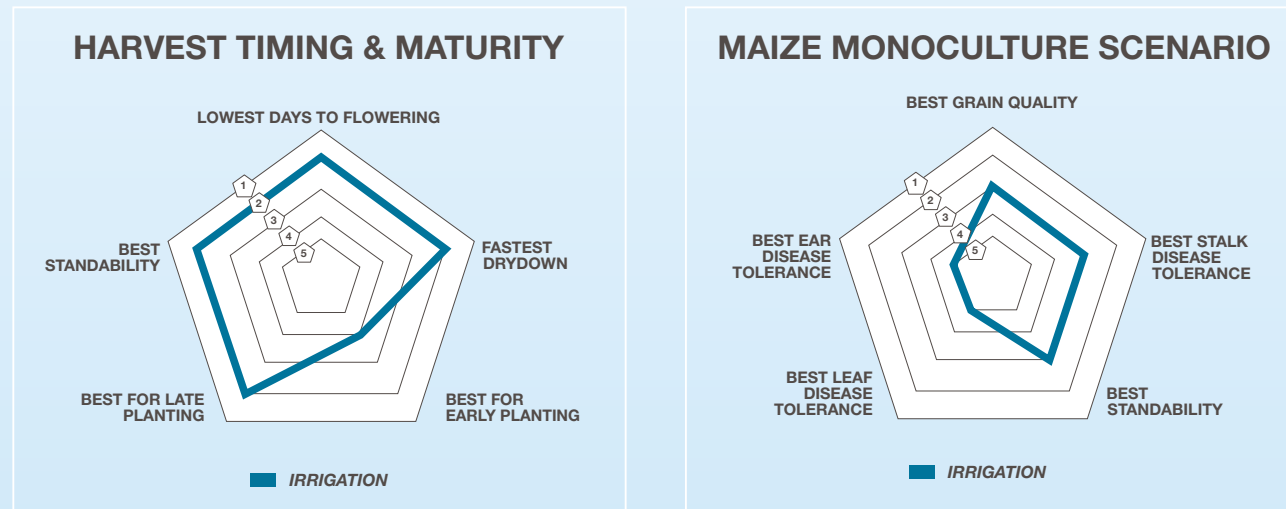 HARVEST TIMING & MATURITY
LOWEST DAYS TO FLOWERING
1
2
3
4
5
BEST
STANDABILITY
FASTEST
DRYDOWN
BEST FOR LATE
PLANTING
BEST FOR
EARLY PLANTING
IRRIGATION
MAIZE MONOCULTURE SCENARIO
BEST GRAIN QUALITY
1
2
3
4
5
BEST EAR
DISEASE
TOLERANCE
BEST STALK
DISEASE
TOLERANCE
BEST LEAF
DISEASE
TOLERANCE
BEST
STANDABILITY
IRRIGATION